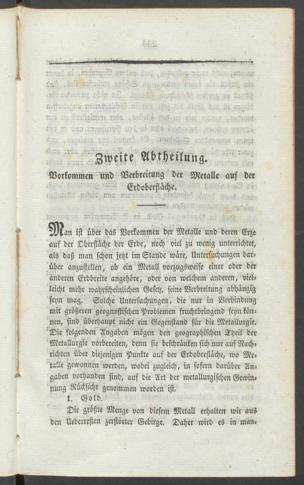 Zweite Abtheilung.
Vorkommen und Verbreitung der Metalle auf der
Erdoberfläche.
Man ist über das Vorkommen der Metalle und deren Erze
auf der Oberfläche der Erde, noch viel zu wenig unterrichtet,
als daß man schon jetzt im Stande wäre, Untersuchungen dar-
über anzustellen, ob ein Metall vorzugsweise einer oder der
anderen Erdbreite angehöre, oder von welchem anderen, viel-
leicht mehr wahrscheinlichen Gesetz, seine Verbreitung abhängig
seyn mag. Solche Untersuchungen, die nur in Verbindung
mit größeren geognostischen Problemen fruchtbringend seyn kön-
nen, sind überhaupt nicht ein Gegenstand für die Metallurgie.
Die folgenden Angaben mögen den geographischen Theil der
Metallurgie vorbereiten, denn sie beschränken sich nur auf Nach-
richten über diejenigen Punkte auf der Erdoberfläche, wo Me-
talle gewonnen werden, wobei zugleich, in sofern darüber An-
gaben vorhanden sind, auf die Art der metallurgischen Gewin-
nung Rücksicht genommen worden ist.
1. Gold.
Die größte Menge von diesem Metall erhalten wir aus
den Ueberresten zerstörter Gebirge. Daher wird es in man-